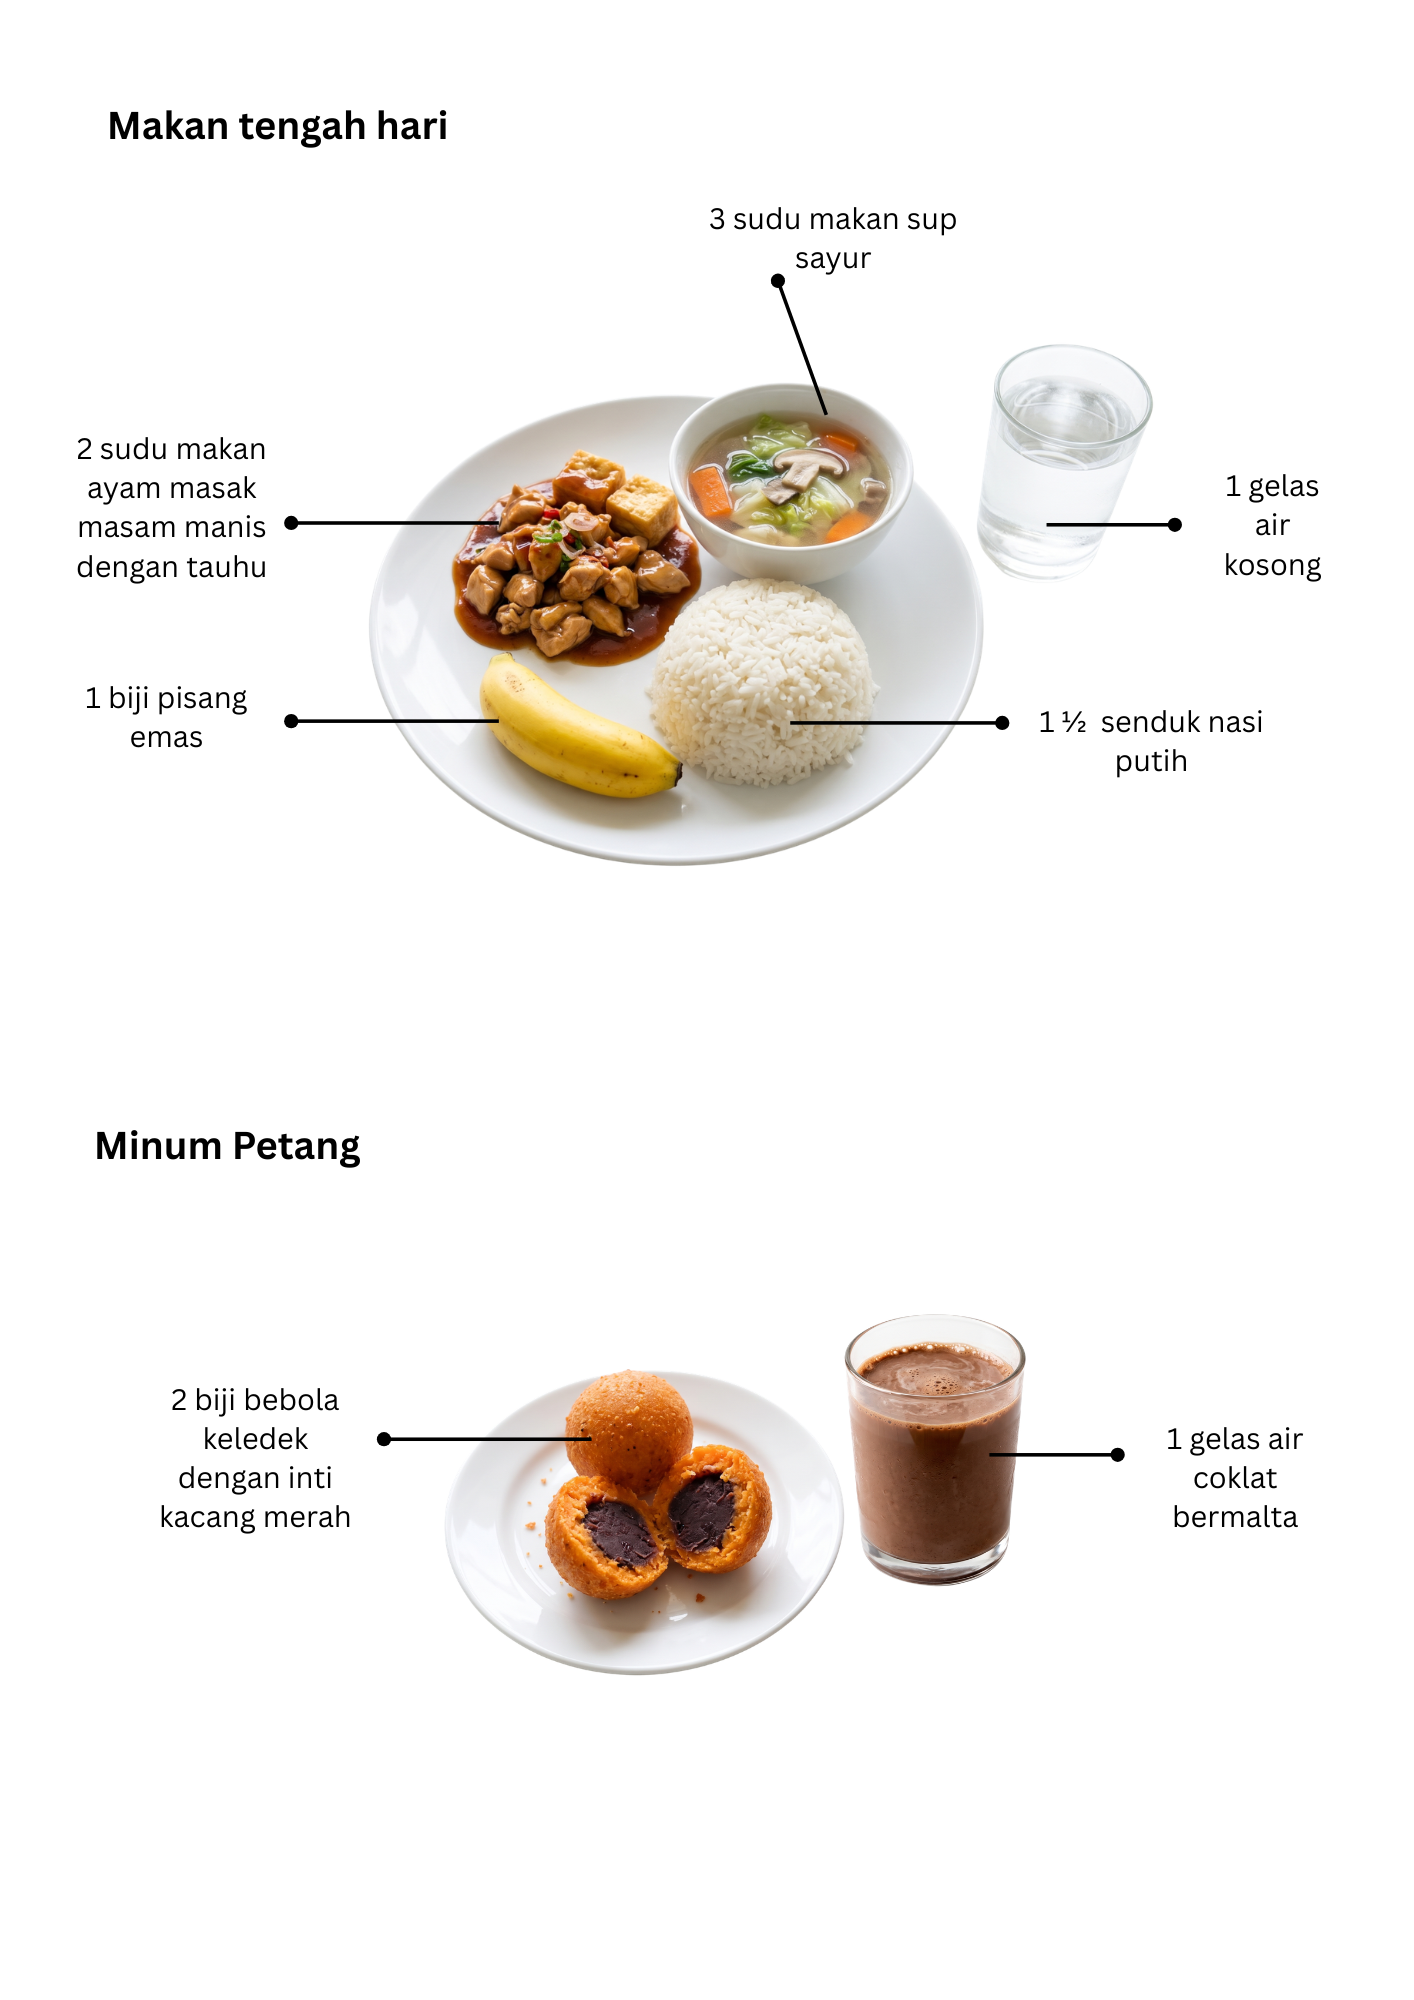 Makan tengah hari
3 sudu makan sup
sayur
2 sudu makan
ayam masak
masam manis
dengan tauhu
1 gelas
air
kosong
1 biji pisang
emas
1 ½ senduk nasi
putih
Minum Petang
2 biji bebola
keledek
dengan inti
kacang merah
1 gelas air
coklat
bermalta